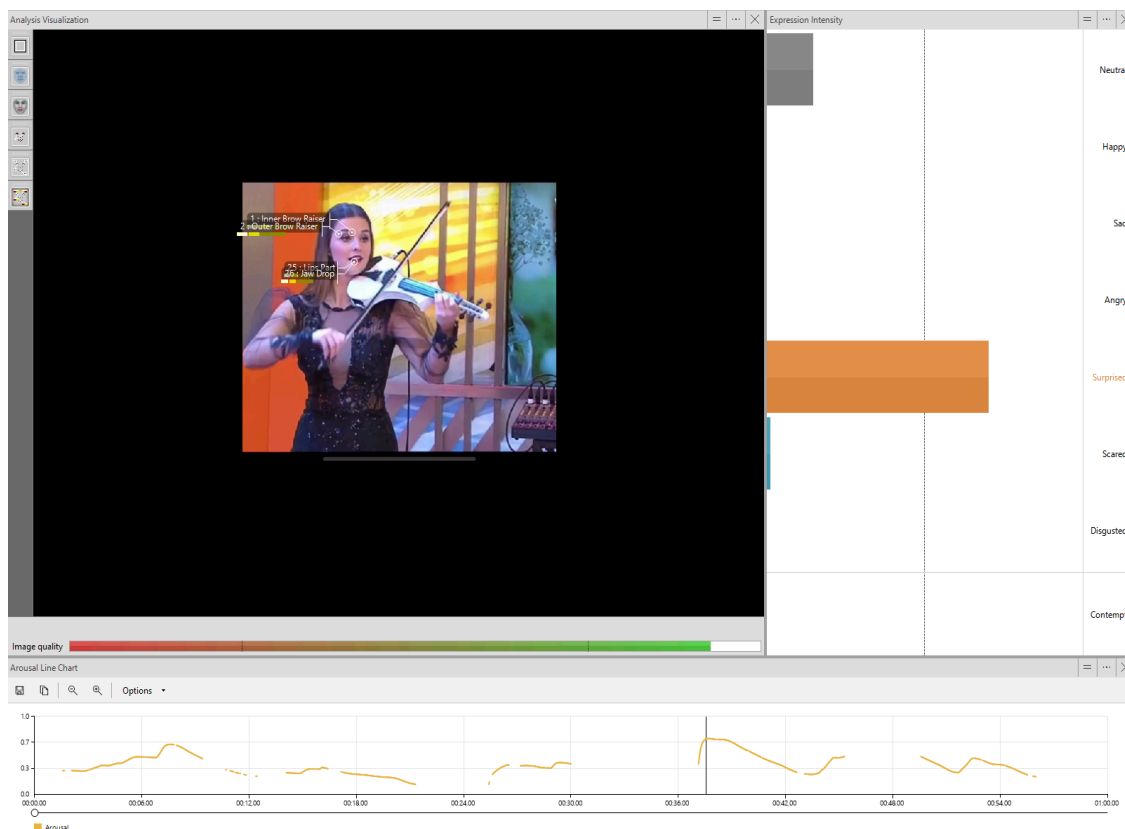 Analysis Visualization
1 : Inner Brow Raiser
2 : Outer Brow Raiser
25 : Lips Part
26 : Jaw Drop
Image quality
Expression Intensity
Neutra
Happy
Sad
Angry
Surprised
Scared
Disgusted
Contempt
Arousal Line Chart
Options
1.0
0.7
0.3
0.0
00:00.00 00:06.00 00:12.00 00:18.00 00:24.00 00:30.00 00:36.00 00:42.00 00:48.00 00:54.00 01:00.00
Arousal